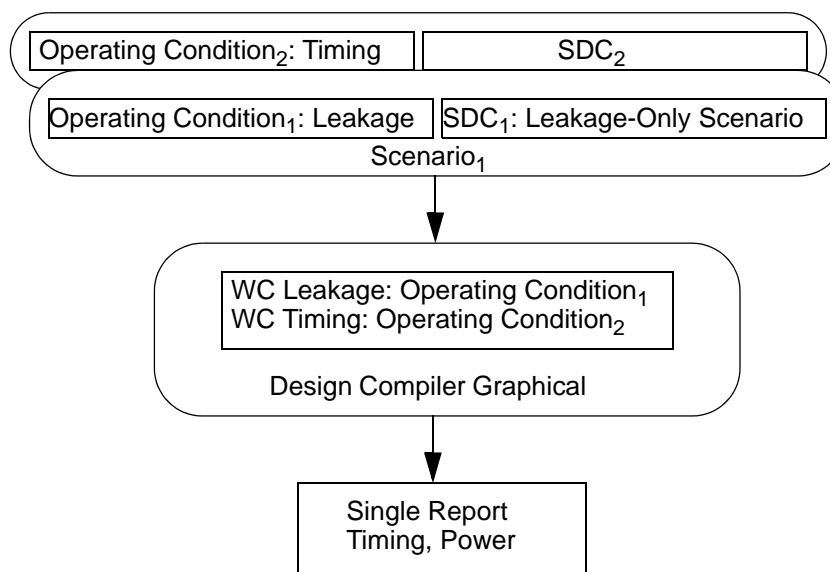 Operating Condition₂: Timing SDC₂
Operating Condition₁: Leakage SDC₁: Leakage-Only Scenario
Scenario₁
WC Leakage: Operating Condition₁
WC Timing: Operating Condition₂
Design Compiler Graphical
Single Report
Timing, Power